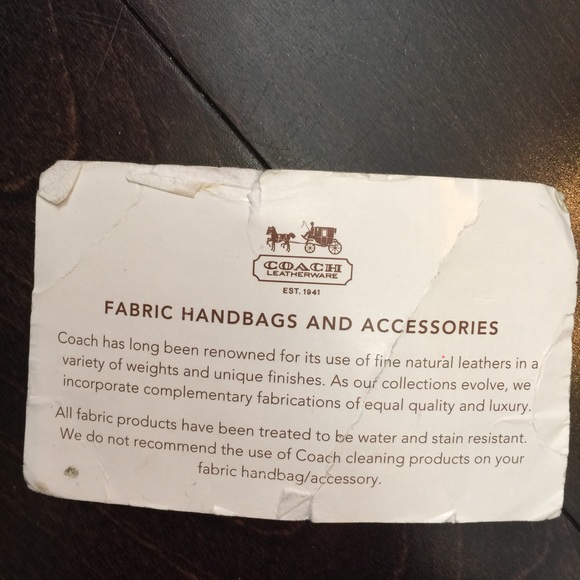 COACH
LEATHERWARE
EST. 1941
FABRIC HANDBAGS AND ACCESSORIES
Coach has long been renowned for its use of fine natural leathers in a
variety of weights and unique finishes. As our collections evolve, we
incorporate complementary fabrications of equal quality and luxury.
All fabric products have been treated to be water and stain resistant.
We do not recommend the use of Coach cleaning products on your
fabric handbag/accessory.